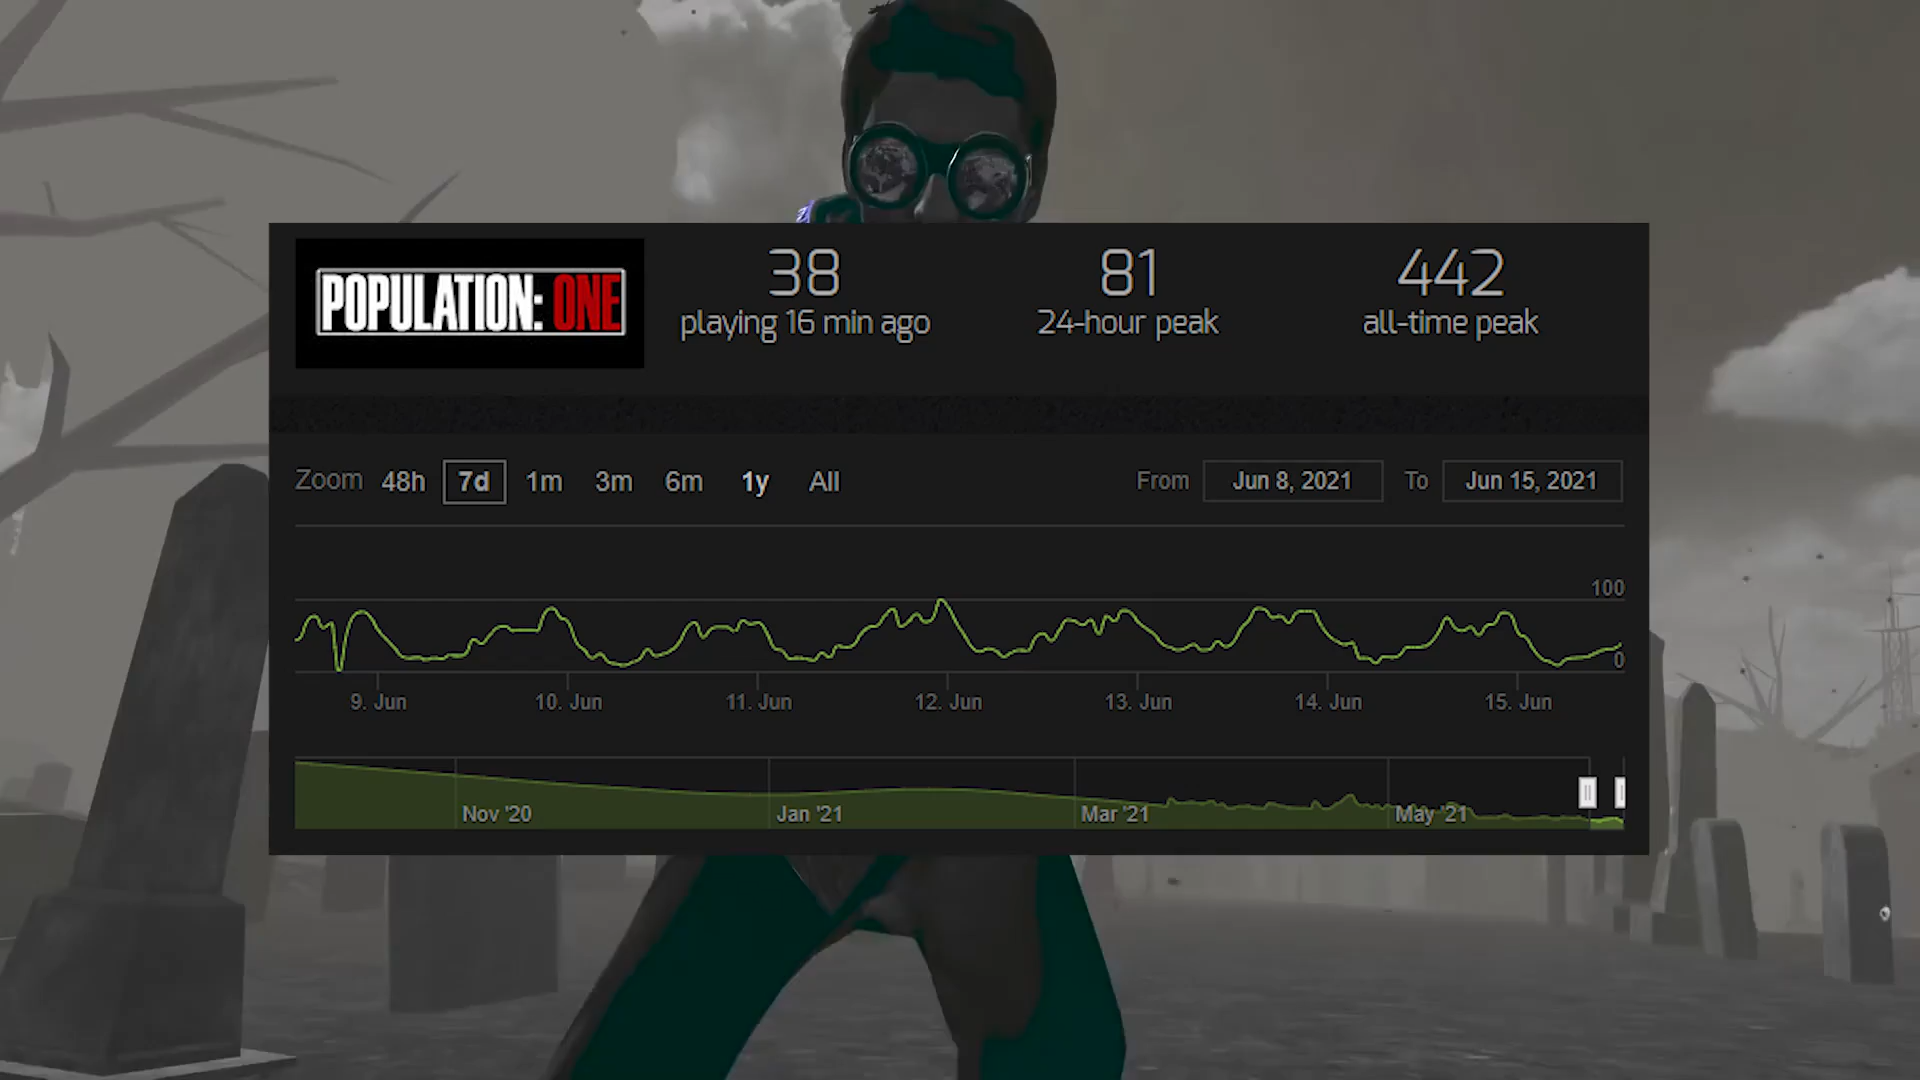 POPULATION: ONE
38
playing 16 min ago
81
24-hour peak
442
all-time peak
Zoom 48h 7d 1m 3m 6m 1y All
From Jun 8, 2021 To Jun 15, 2021
100
0
9. Jun 10. Jun 11. Jun 12. Jun 13. Jun 14. Jun 15. Jun
Nov '20 Jan '21 Mar '21 May '21